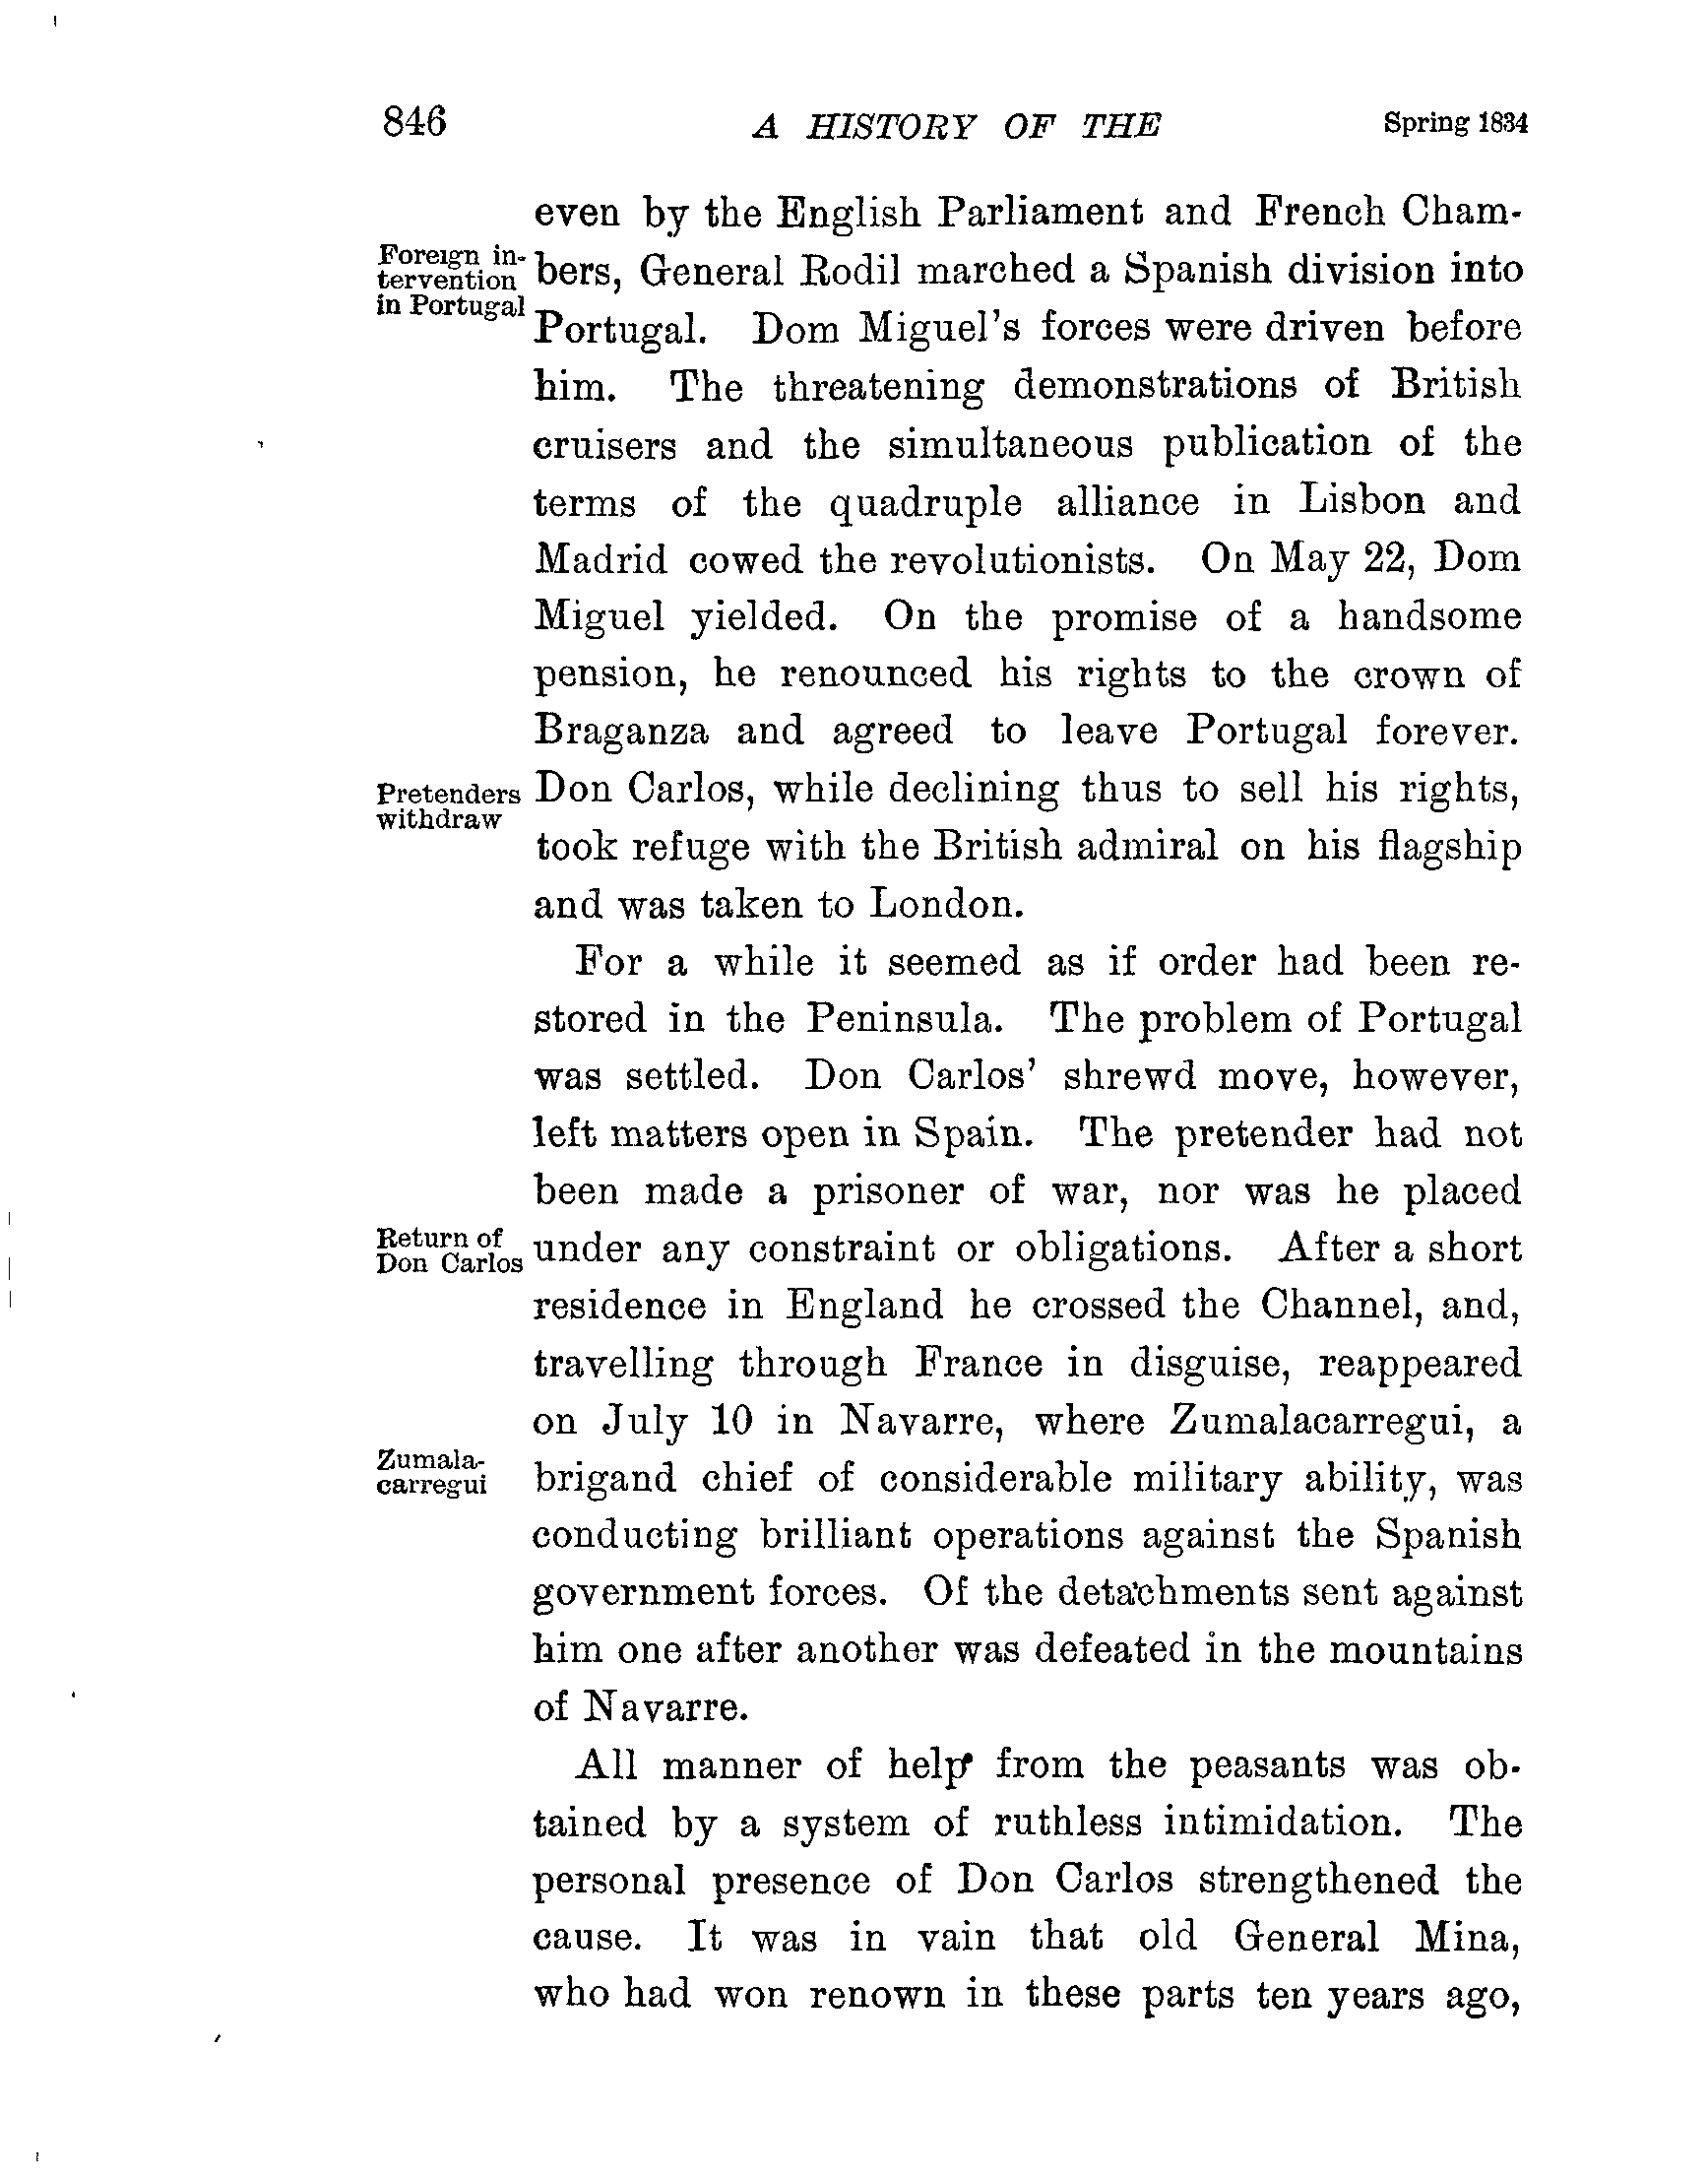 846 A HISTORY OF THE Spring 1834
even by the English Parliament and French Cham-
Foreign in-
tervention
in Portugal
bers, General Rodil marched a Spanish division into
Portugal. Dom Miguel's forces were driven before
him. The threatening demonstrations of British
cruisers and the simultaneous publication of the
terms of the quadruple alliance in Lisbon and
Madrid cowed the revolutionists. On May 22, Dom
Miguel yielded. On the promise of a handsome
pension, he renounced his rights to the crown of
Braganza and agreed to leave Portugal forever.
Pretenders
withdraw
Don Carlos, while declining thus to sell his rights,
took refuge with the British admiral on his flagship
and was taken to London.
For a while it seemed as if order had been re-
stored in the Peninsula. The problem of Portugal
was settled. Don Carlos' shrewd move, however,
left matters open in Spain. The pretender had not
been made a prisoner of war, nor was he placed
Return of
Don Carlos
under any constraint or obligations. After a short
residence in England he crossed the Channel, and,
travelling through France in disguise, reappeared
on July 10 in Navarre, where Zumalacarregui, a
Zumala-
carregui
brigand chief of considerable military ability, was
conducting brilliant operations against the Spanish
government forces. Of the detachments sent against
him one after another was defeated in the mountains
of Navarre.
All manner of help from the peasants was ob-
tained by a system of ruthless intimidation. The
personal presence of Don Carlos strengthened the
cause. It was in vain that old General Mina,
who had won renown in these parts ten years ago,